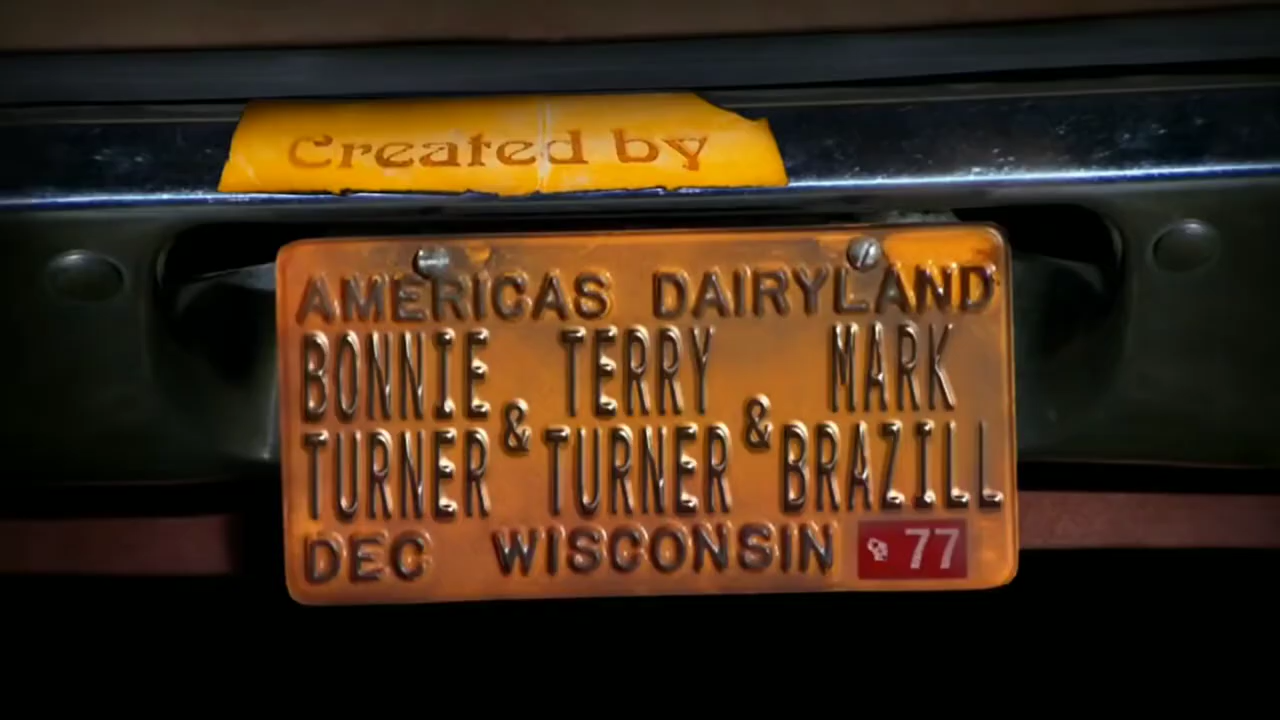 Created by
AMERICAS DAIRYLAND
BONNIE TERRY MARK
& &
TURNER TURNER BRAZILL
DEC WISCONSIN 77